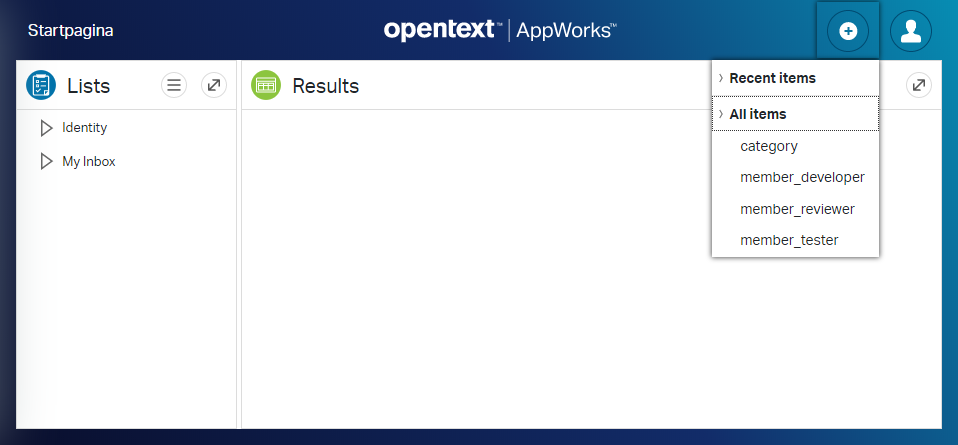 Startpagina
opentext™ | AppWorks™
Lists
Results
Identity
My Inbox
Recent items
All items
category
member_developer
member_reviewer
member_tester